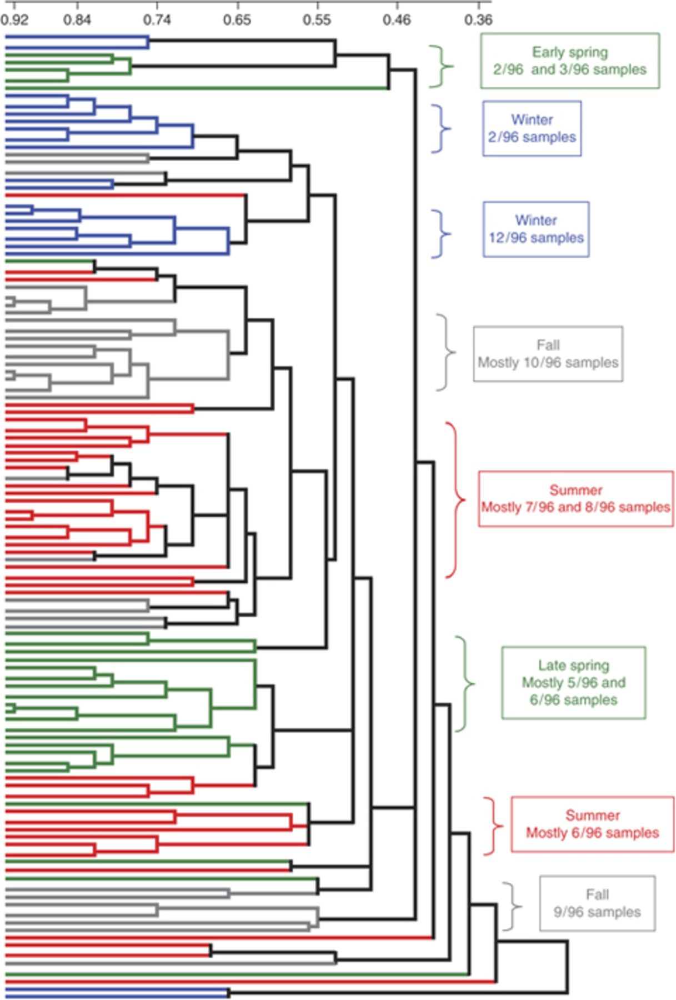 0.92 0.84 0.74 0.65 0.55 0.46 0.36
Early spring
2/96 and 3/96 samples
Winter
2/96 samples
Winter
12/96 samples
Fall
Mostly 10/96 samples
Summer
Mostly 7/96 and 8/96 samples
Late spring
Mostly 5/96 and
6/96 samples
Summer
Mostly 6/96 samples
Fall
9/96 samples